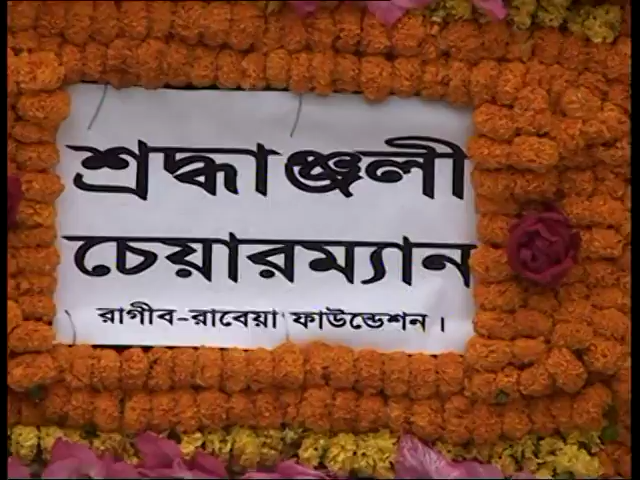 শ্রদ্ধাঞ্জলী
চেয়ারম্যান
রাগীব-রাবেয়া ফাউন্ডেশন।